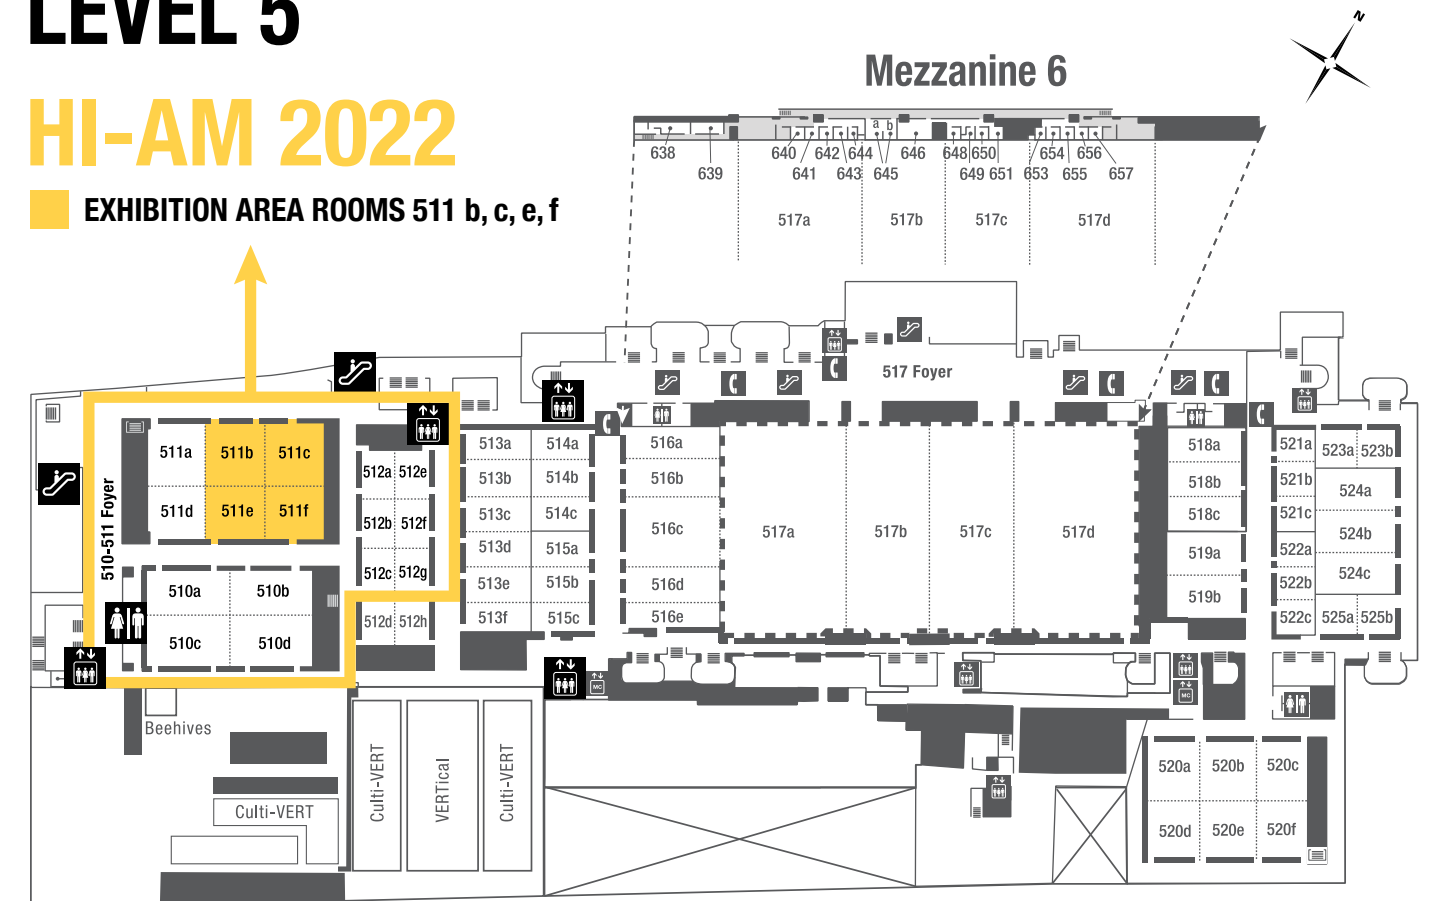 LEVEL 5
N
Mezzanine 6
HI-AM 2022
EXHIBITION AREA ROOMS 511 b, c, e, f
a b
638 640 642 644 646 648 650 654 656
639 641 643 645 649 651 653 655 657
517a 517b 517c 517d
517 Foyer
510-511 Foyer
511a 511b 511c
511d 511e 511f
510a 510b
510c 510d
512a 512e
512b 512f
512c 512g
512d 512h
513a 514a
513b 514b
513c 514c
513d 515a
513e 515b
513f 515c
516a
516b
516c
516d
516e
517a 517b 517c 517d
518a
518b
518c
519a
519b
521a
521b
521c
522a
522b
522c
523a 523b
524a
524b
524c
525a 525b
MC
MC
Beehives
Culti-VERT
Culti-VERT
VERTical
Culti-VERT
520a 520b 520c
520d 520e 520f